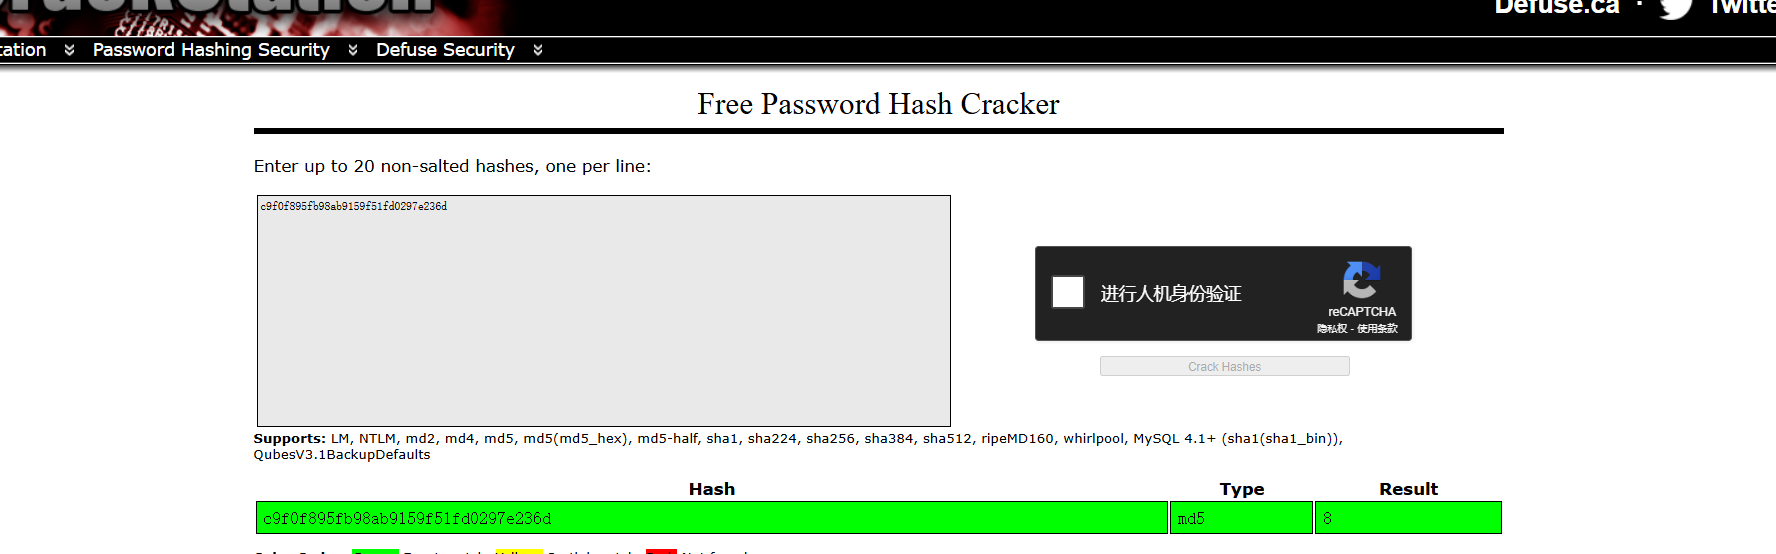 Defuse.ca ·
Password Hashing Security Defuse Security
Free Password Hash Cracker
Enter up to 20 non-salted hashes, one per line:
c9f0f895fb98ab9159f51fd0297e236d
进行人机身份验证
reCAPTCHA
隐私权 - 使用条款
Crack Hashes
Supports: LM, NTLM, md2, md4, md5, md5(md5_hex), md5-half, sha1, sha224, sha256, sha384, sha512, ripeMD160, whirlpool, MySQL 4.1+ (sha1(sha1_bin)),
QubesV3.1BackupDefaults
Hash Type Result
c9f0f895fb98ab9159f51fd0297e236d md5 8